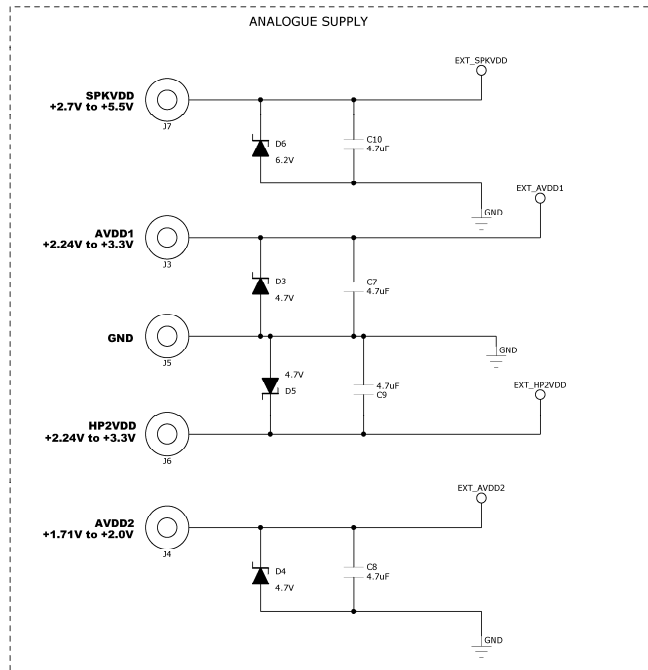 ANALOGUE SUPPLY
EXT_SPKVDD
SPKVDD
+2.7V to +5.5V
J7
D6
6.2V
C10
4.7uF
GND
EXT_AVDD1
AVDD1
+2.24V to +3.3V
J3
D3
4.7V
C7
4.7uF
GND
J5
GND
4.7V
D5
4.7uF
C9
EXT_HP2VDD
HP2VDD
+2.24V to +3.3V
J6
EXT_AVDD2
AVDD2
+1.71V to +2.0V
J4
D4
4.7V
C8
4.7uF
GND